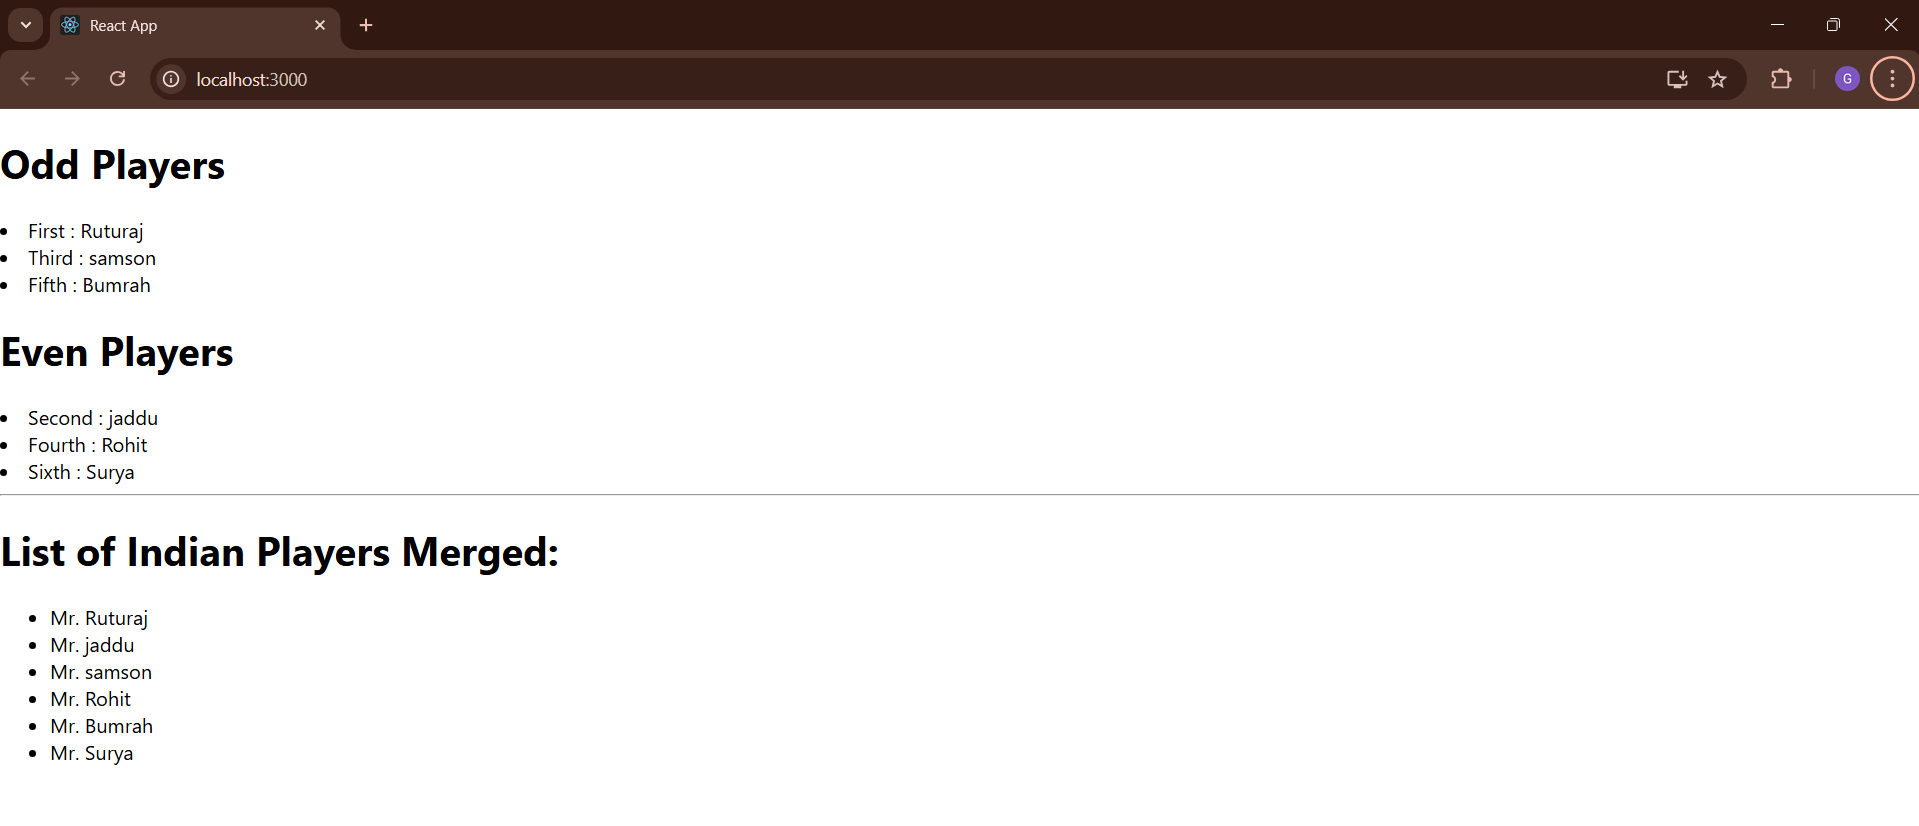 React App
localhost:3000
G
Odd Players
First : Ruturaj
Third : samson
Fifth : Bumrah
Even Players
Second : jaddu
Fourth : Rohit
Sixth : Surya
List of Indian Players Merged:
Mr. Ruturaj
Mr. jaddu
Mr. samson
Mr. Rohit
Mr. Bumrah
Mr. Surya